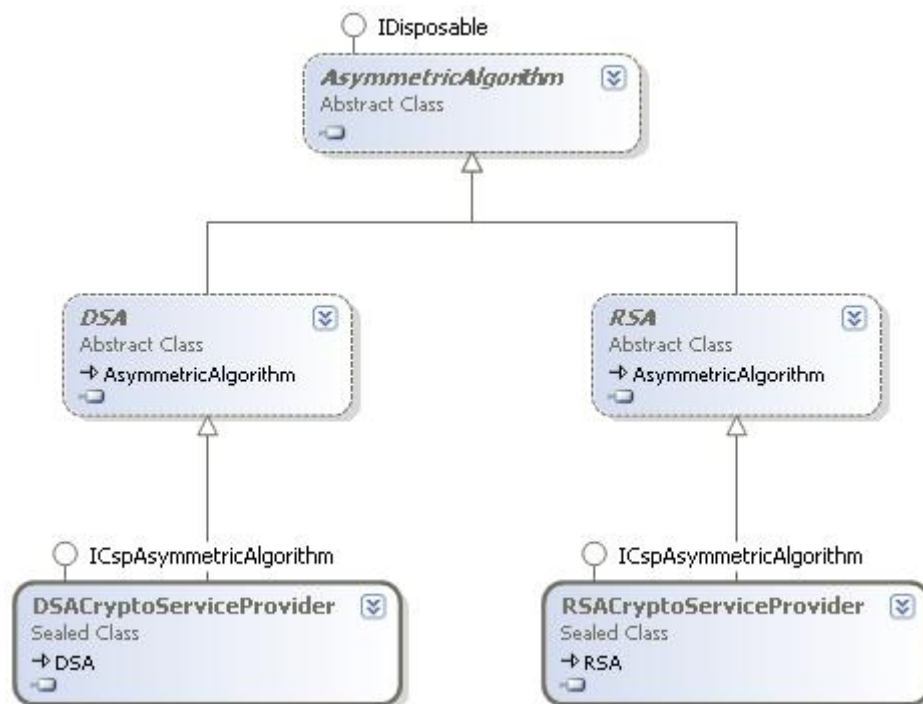 IDisposable
AsymmetricAlgorithm
Abstract Class
DSA
Abstract Class
AsymmetricAlgorithm
RSA
Abstract Class
AsymmetricAlgorithm
ICspAsymmetricAlgorithm
DSACryptoServiceProvider
Sealed Class
DSA
ICspAsymmetricAlgorithm
RSACryptoServiceProvider
Sealed Class
RSA